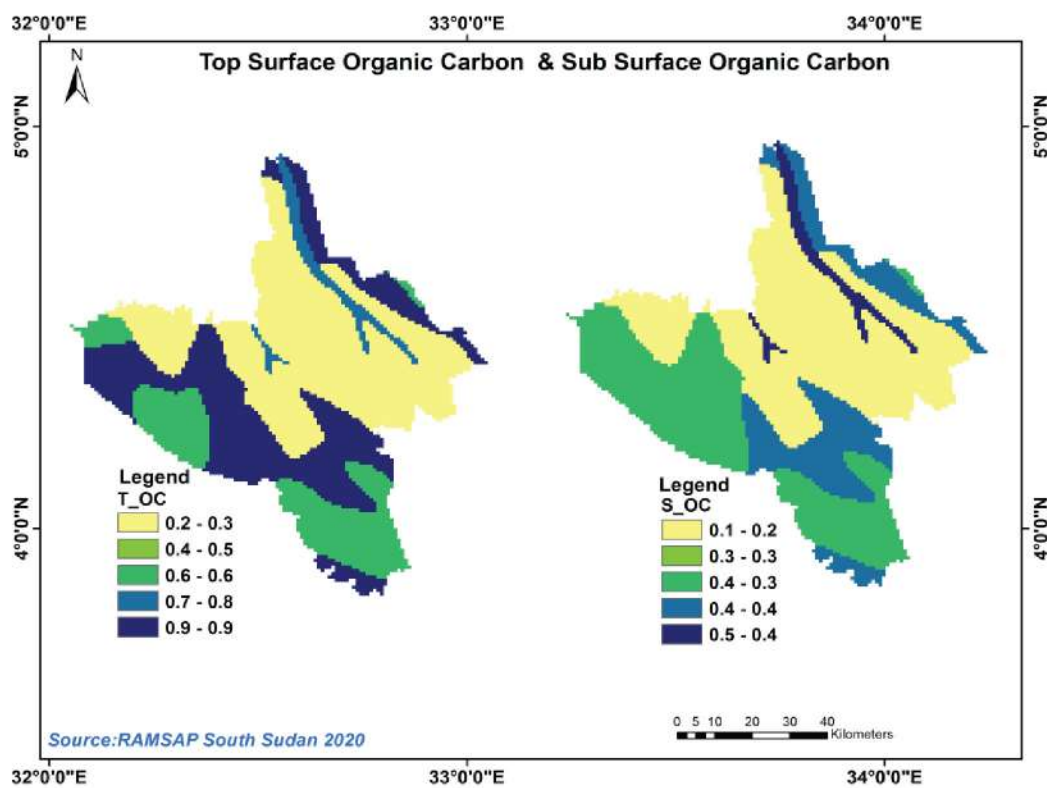 32°0'0"E 33°0'0"E 34°0'0"E
N
Top Surface Organic Carbon & Sub Surface Organic Carbon
5°0'0"N 5°0'0"N
Legend
T_OC
0.2 - 0.3
0.4 - 0.5
0.6 - 0.6
0.7 - 0.8
0.9 - 0.9
Legend
S_OC
0.1 - 0.2
0.3 - 0.3
0.4 - 0.3
0.4 - 0.4
0.5 - 0.4
4°0'0"N 4°0'0"N
Source:RAMSAP South Sudan 2020
0 5 10 20 30 40
Kilometers
32°0'0"E 33°0'0"E 34°0'0"E